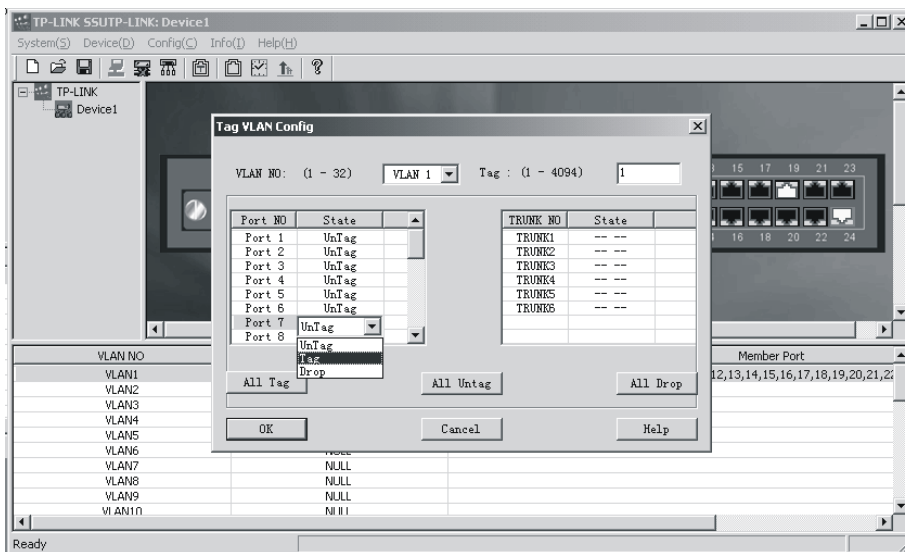 TP-LINK SSUTP-LINK: Device1
System(S) Device(D) Config(C) Info(I) Help(H)
TP-LINK
Device1
Tag VLAN Config
VLAN NO: (1 - 32) VLAN 1 Tag : (1 - 4094) 1
Port NO State
Port 1 UnTag
Port 2 UnTag
Port 3 UnTag
Port 4 UnTag
Port 5 UnTag
Port 6 UnTag
Port 7 UnTag
Port 8
UnTag
Tag
Drop
TRUNK NO State
TRUNK1 -- --
TRUNK2 -- --
TRUNK3 -- --
TRUNK4 -- --
TRUNK5 -- --
TRUNK6 -- --
All Tag All Untag All Drop
OK Cancel Help
15 17 19 21 23
16 18 20 22 24
VLAN NO Member Port
VLAN1 12,13,14,15,16,17,18,19,20,21,22
VLAN2
VLAN3
VLAN4
VLAN5
VLAN6 NULL
VLAN7 NULL
VLAN8 NULL
VLAN9 NULL
VLAN10 NULL
Ready